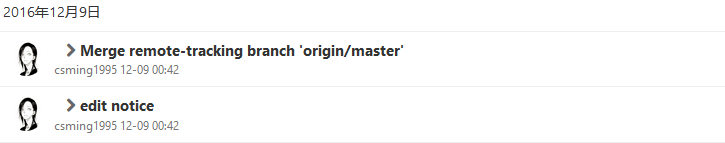 2016年12月9日
Merge remote-tracking branch 'origin/master'
csming1995 12-09 00:42
edit notice
csming1995 12-09 00:42